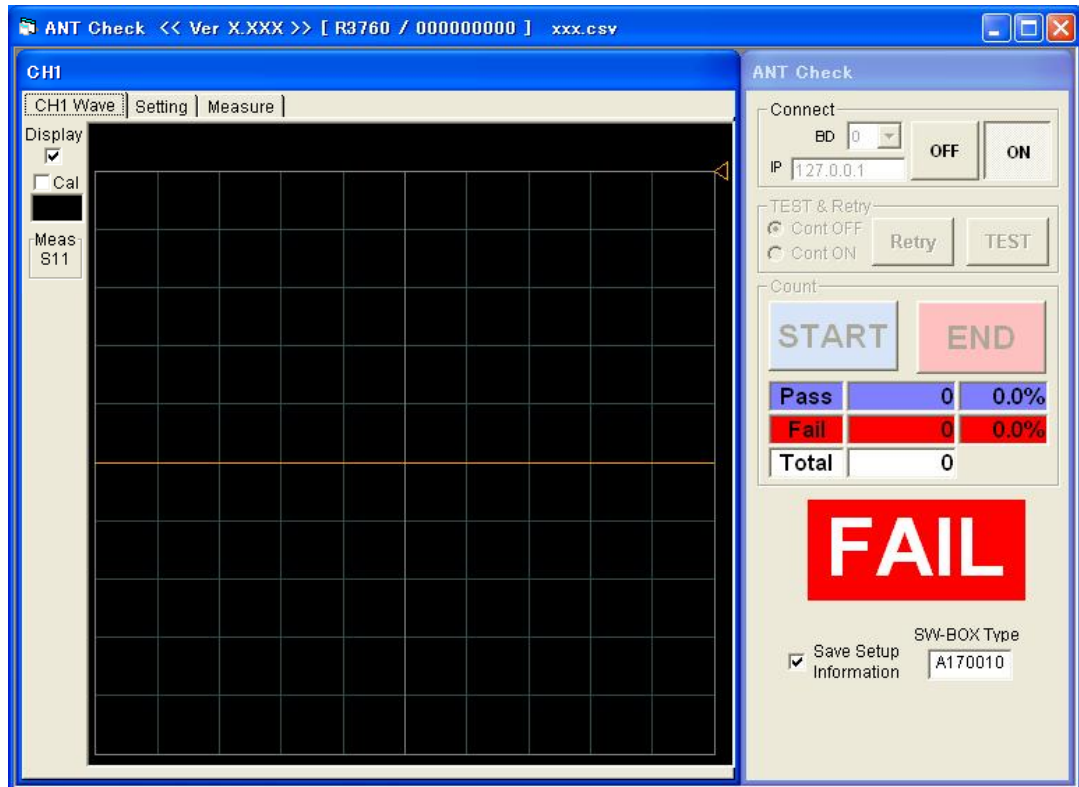 ANT Check << Ver X.XXX >> [ R3760 / 000000000 ] xxx.csv
CH1
CH1 Wave Setting Measure
Display
Cal
Meas
S11
ANT Check
Connect
BD 0
IP 127.0.0.1
OFF ON
TEST & Retry
Cont OFF
Cont ON
Retry TEST
Count
START END
Pass 0 0.0%
Fail 0 0.0%
Total 0
FAIL
Save Setup
Information
SW-BOX Type
A170010